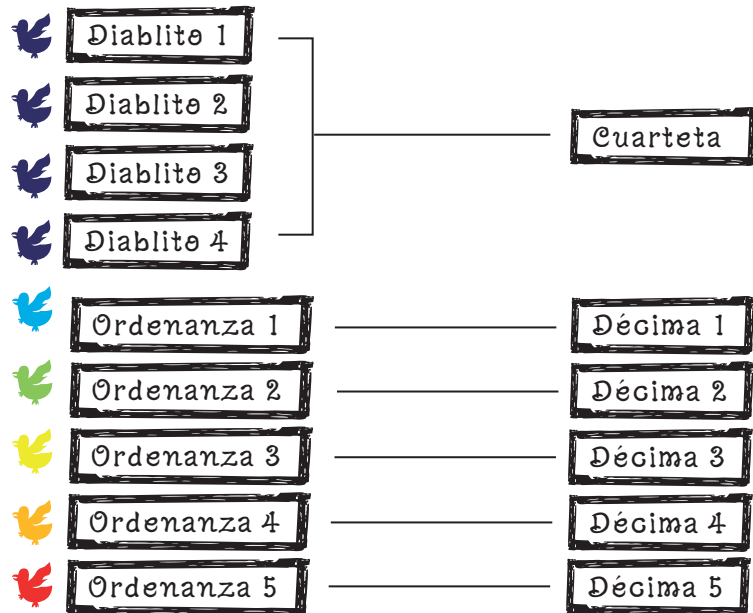 Diablito 1
Diablito 2
Diablito 3
Diablito 4
Cuarteta
Ordenanza 1
Décima 1
Ordenanza 2
Décima 2
Ordenanza 3
Décima 3
Ordenanza 4
Décima 4
Ordenanza 5
Décima 5